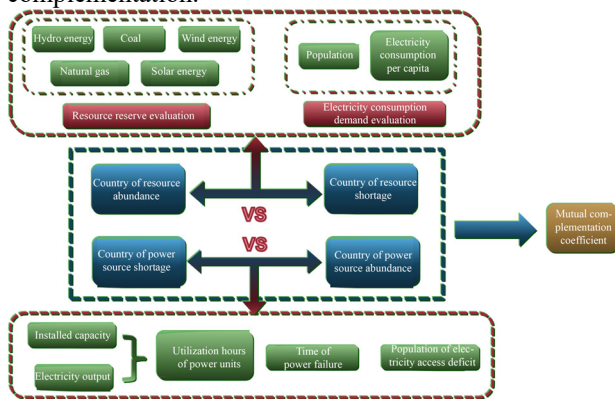 complementation.
Hydro energy
Coal
Wind energy
Natural gas
Solar energy
Resource reserve evaluation
Population
Electricity
consumption
per capita
Electricity consumption
demand evaluation
Country of resource
abundance
Country of resource
shortage
VS
VS
Country of power
source shortage
Country of power
source abundance
Mutual com-
plementation
coefficient
Installed capacity
Electricity output
Utilization hours
of power units
Time of
power failure
Population of elec-
tricity access deficit